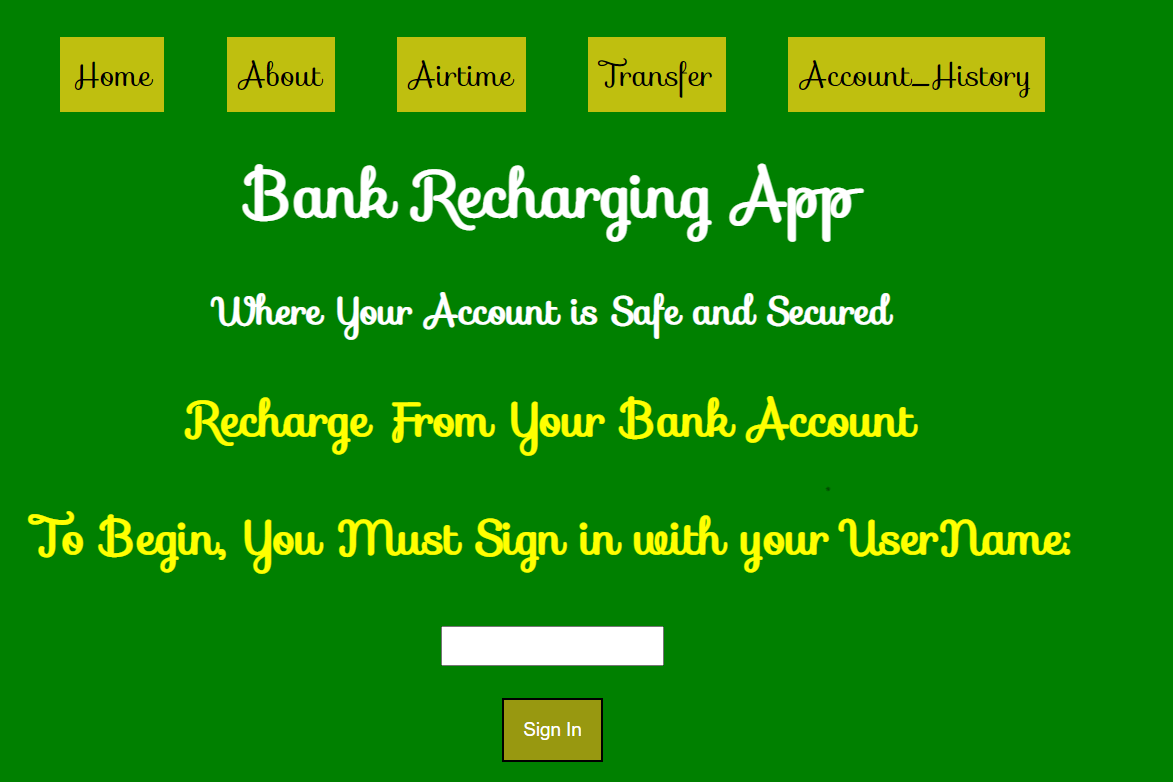 Home About Airtime Transfer Account_History
Bank Recharging App
Where Your Account is Safe and Secured
Recharge From Your Bank Account
To Begin, You Must Sign in with your UserName:
Sign In